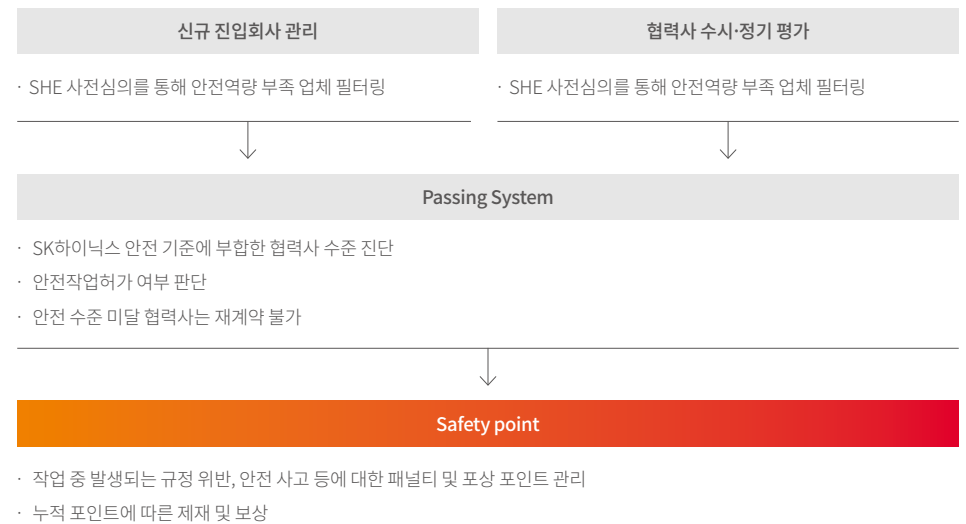 신규 진입회사 관리
협력사 수시·정기 평가
· SHE 사전심의를 통해 안전역량 부족 업체 필터링
· SHE 사전심의를 통해 안전역량 부족 업체 필터링
Passing System
· SK하이닉스 안전 기준에 부합한 협력사 수준 진단
· 안전작업허가 여부 판단
· 안전 수준 미달 협력사는 재계약 불가
Safety point
· 작업 중 발생되는 규정 위반, 안전 사고 등에 대한 패널티 및 포상 포인트 관리
· 누적 포인트에 따른 제재 및 보상